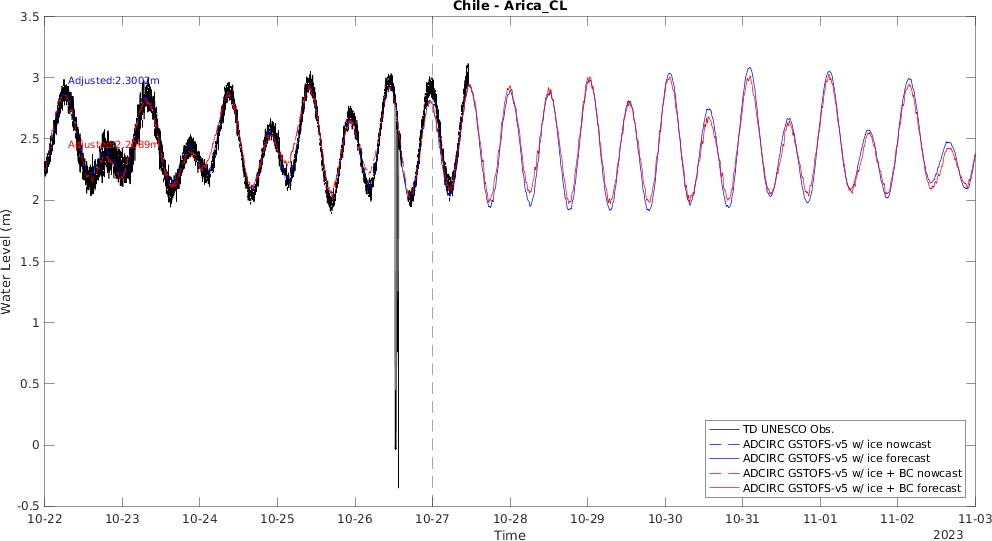 Chile - Arica_CL
3.5
3
2.5
2
1.5
1
0.5
0
-0.5
Water Level (m)
Adjusted:2.3002m
10-22
10-23
10-24
10-25
10-26
10-27
10-28
10-29
10-30
10-31
11-01
11-02
11-03
Time
2023
TD UNESCO Obs.
ADCIRC GSTOFS-v5 w/ ice nowcast
ADCIRC GSTOFS-v5 w/ ice forecast
ADCIRC GSTOFS-v5 w/ ice + BC nowcast
ADCIRC GSTOFS-v5 w/ ice + BC forecast